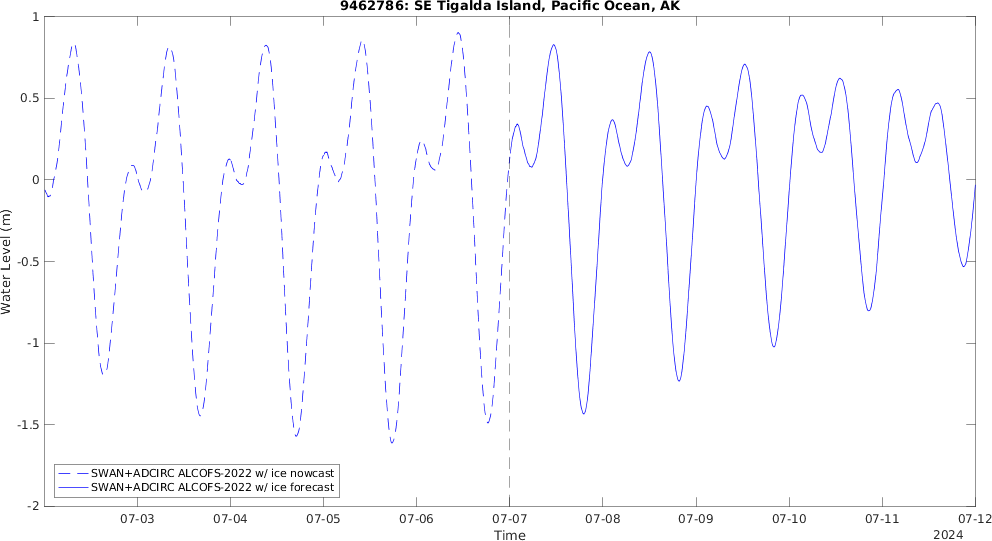 9462786: SE Tigalda Island, Pacific Ocean, AK
1
0.5
0
-0.5
-1
-1.5
-2
Water Level (m)
SWAN+ADCIRC ALCOFS-2022 w/ ice nowcast
SWAN+ADCIRC ALCOFS-2022 w/ ice forecast
07-03 07-04 07-05 07-06 07-07 07-08 07-09 07-10 07-11 07-12
Time
2024